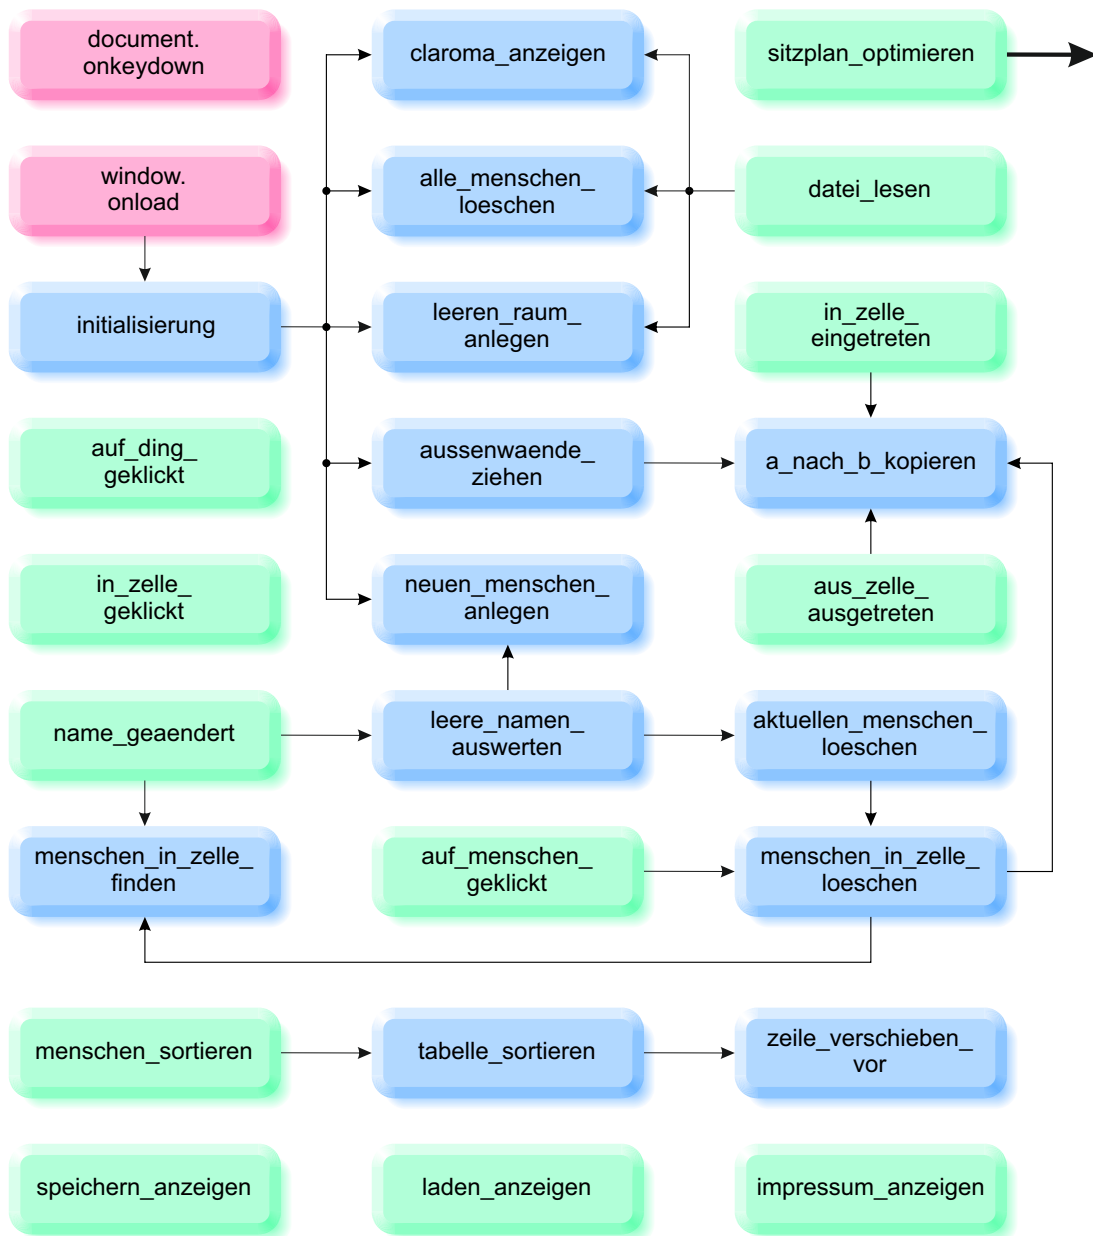 document.
onkeydown
claroma_anzeigen
sitzplan_optimieren
window.
onload
alle_menschen_
loeschen
datei_lesen
initialisierung
leeren_raum_
anlegen
in_zelle_
eingetreten
auf_ding_
geklickt
aussenwaende_
ziehen
a_nach_b_kopieren
in_zelle_
geklickt
neuen_menschen_
anlegen
aus_zelle_
ausgetreten
name_geaendert
leere_namen_
auswerten
aktuellen_menschen_
loeschen
menschen_in_zelle_
finden
auf_menschen_
geklickt
menschen_in_zelle_
loeschen
menschen_sortieren
tabelle_sortieren
zeile_verschieben_
vor
speichern_anzeigen
laden_anzeigen
impressum_anzeigen